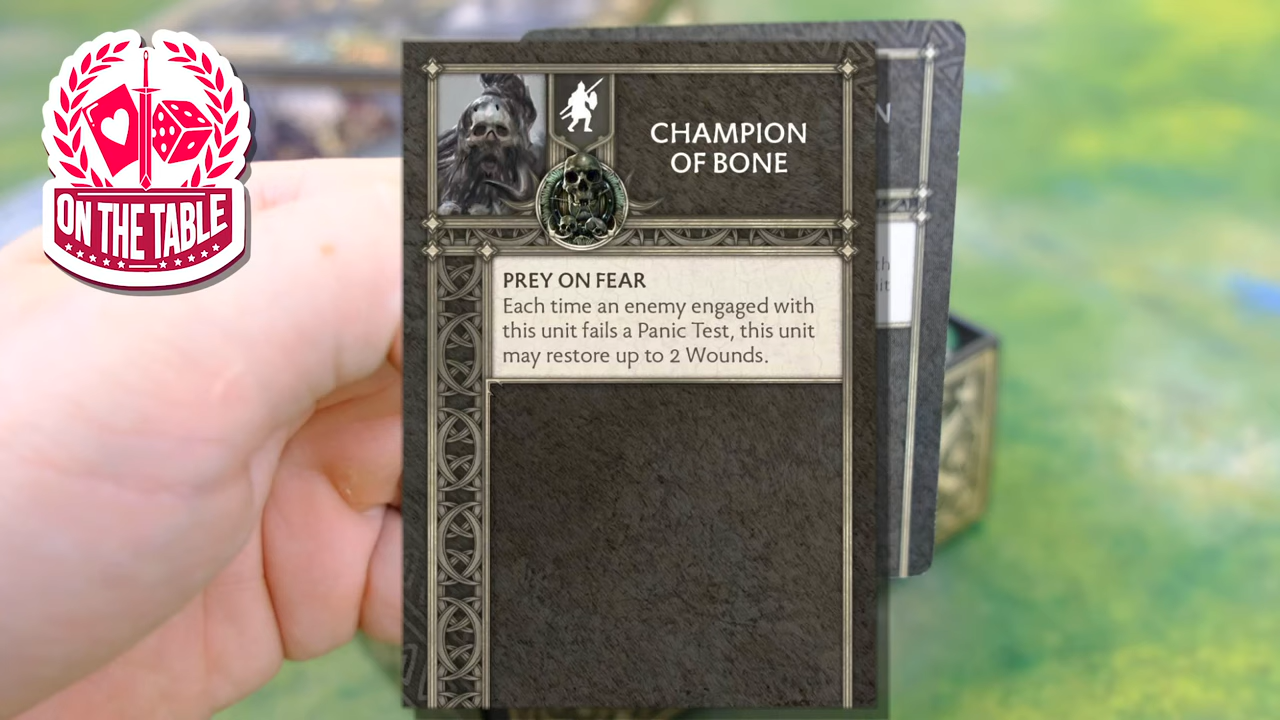 ON THE TABLE
CHAMPION
OF BONE
PREY ON FEAR
Each time an enemy engaged with
this unit fails a Panic Test, this unit
may restore up to 2 Wounds.